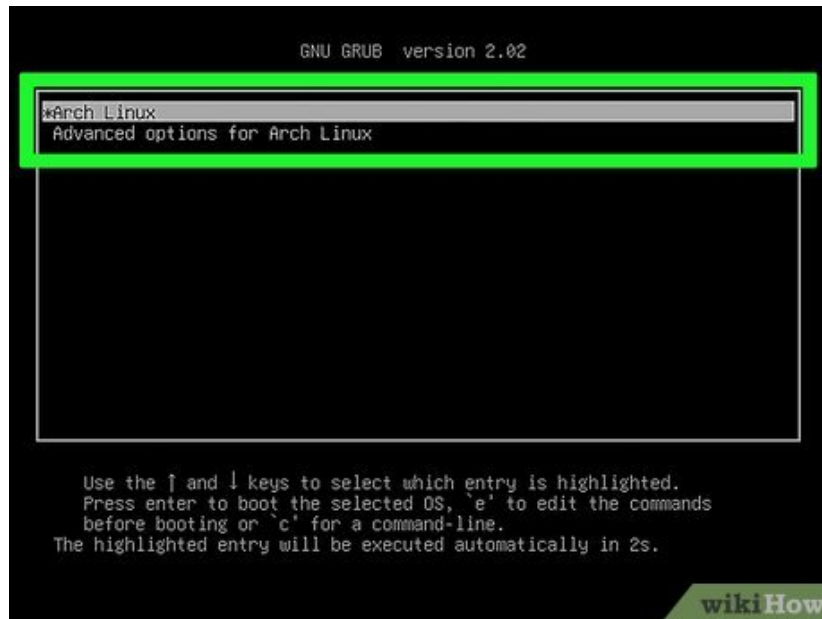 GNU GRUB version 2.02
*Arch Linux
Advanced options for Arch Linux
Use the ↑ and ↓ keys to select which entry is highlighted.
Press enter to boot the selected OS, `e' to edit the commands
before booting or `c' for a command-line.
The highlighted entry will be executed automatically in 2s.
wikiHow